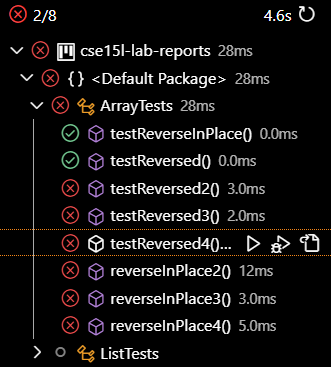 2/8 4.6s
cse15l-lab-reports 28ms
{} <Default Package> 28ms
ArrayTests 28ms
testReverseInPlace() 0.0ms
testReversed() 0.0ms
testReversed2() 3.0ms
testReversed3() 2.0ms
testReversed4()...
reverseInPlace2() 12ms
reverseInPlace3() 3.0ms
reverseInPlace4() 5.0ms
ListTests